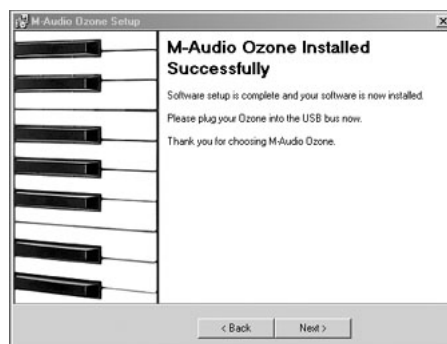 M-Audio Ozone Setup
M-Audio Ozone Installed
Successfully
Software setup is complete and your software is now installed.
Please plug your Ozone into the USB bus now.
Thank you for choosing M-Audio Ozone.
< Back
Next >